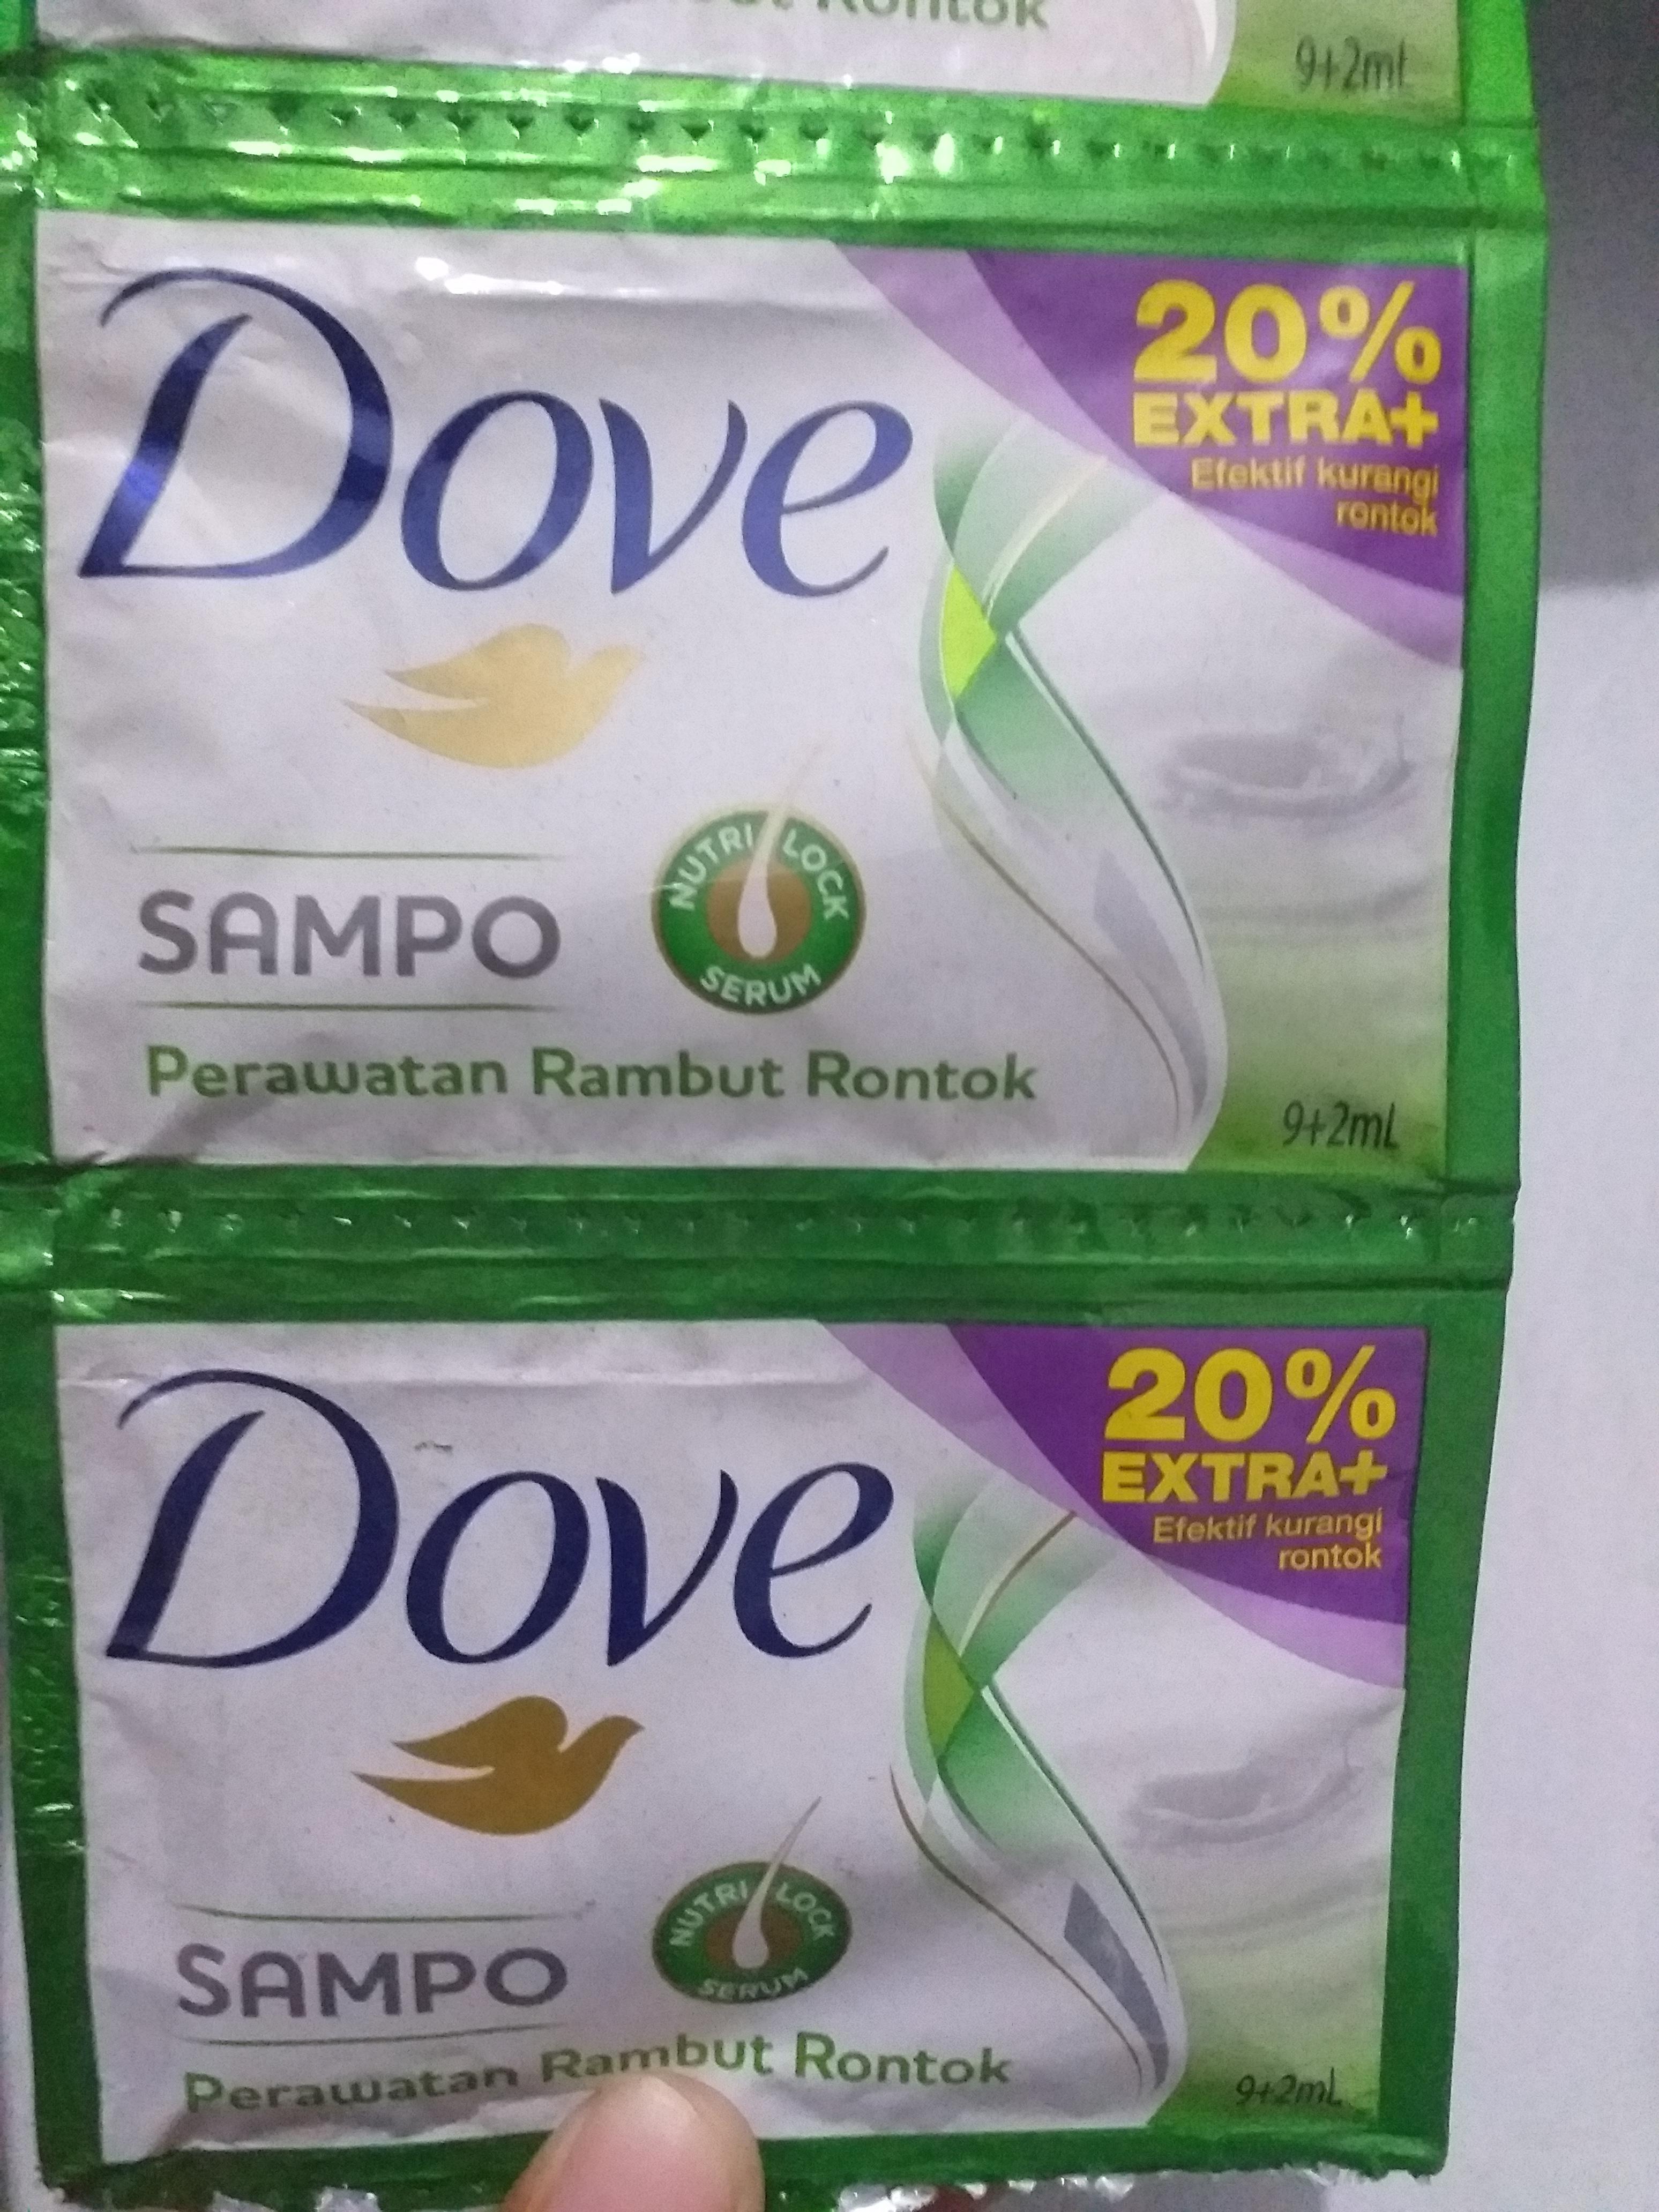 Rontok
9+2mL
Dove
20%
EXTRA+
Efektif kurangi
rontok
NUTRI LOCK
SERUM
SAMPO
Perawatan Rambut Rontok
9+2mL
Dove
20%
EXTRA+
Efektif kurangi
rontok
NUTRI LOCK
SERUM
SAMPO
Perawatan Rambut Rontok
9+2mL